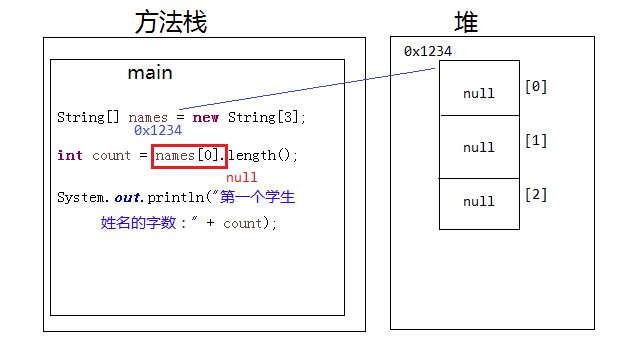 方法栈
main
String[] names = new String[3];
0x1234
int count = names[0].length();
null
System.out.println("第一个学生
姓名的字数：" + count);
堆
0x1234
null [0]
null [1]
null [2]